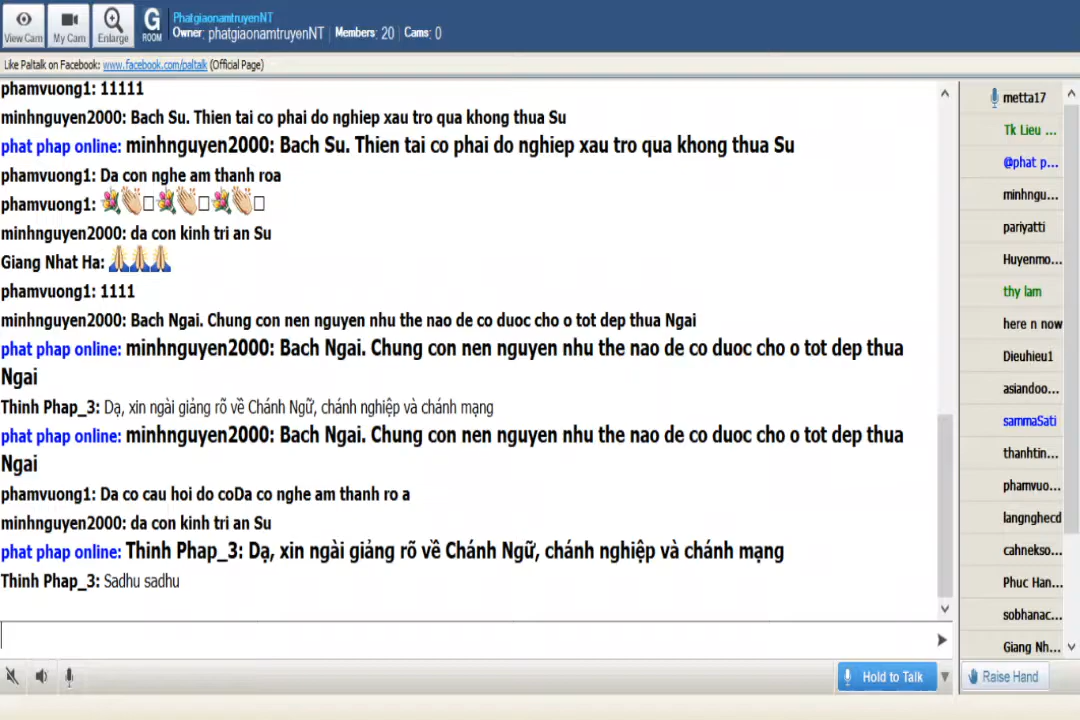 PhatgiaonamtruyenNT
Owner: phatgiaonamtruyenNT | Members: 20 | Cams: 0
View Cam My Cam Enlarge G ROOM
Like Paltalk on Facebook: www.facebook.com/paltalk (Official Page)
phamvuong1: 11111
minhnguyen2000: Bach Su. Thien tai co phai do nghiep xau tro qua khong thua Su
phat phap online: minhnguyen2000: Bach Su. Thien tai co phai do nghiep xau tro qua khong thua Su
phamvuong1: Da con nghe am thanh roa
phamvuong1:
minhnguyen2000: da con kinh tri an Su
Giang Nhat Ha:
phamvuong1: 1111
minhnguyen2000: Bach Ngai. Chung con nen nguyen nhu the nao de co duoc cho o tot dep thua Ngai
phat phap online: minhnguyen2000: Bach Ngai. Chung con nen nguyen nhu the nao de co duoc cho o tot dep thua
Ngai
Thinh Phap_3: Dạ, xin ngài giảng rõ về Chánh Ngữ, chánh nghiệp và chánh mạng
phat phap online: minhnguyen2000: Bach Ngai. Chung con nen nguyen nhu the nao de co duoc cho o tot dep thua
Ngai
phamvuong1: Da co cau hoi do coDa co nghe am thanh ro a
minhnguyen2000: da con kinh tri an Su
phat phap online: Thinh Phap_3: Dạ, xin ngài giảng rõ về Chánh Ngữ, chánh nghiệp và chánh mạng
Thinh Phap_3: Sadhu sadhu
metta17
Tk Lieu ...
@phat p...
minhngu...
pariyatti
Huyenmo...
thy lam
here n now
Dieuhieu1
asiandoo...
sammaSati
thanhtin...
phamvuo...
langnghecd
cahnekso...
Phuc Han...
sobhanac...
Giang Nh...
Hold to Talk
Raise Hand